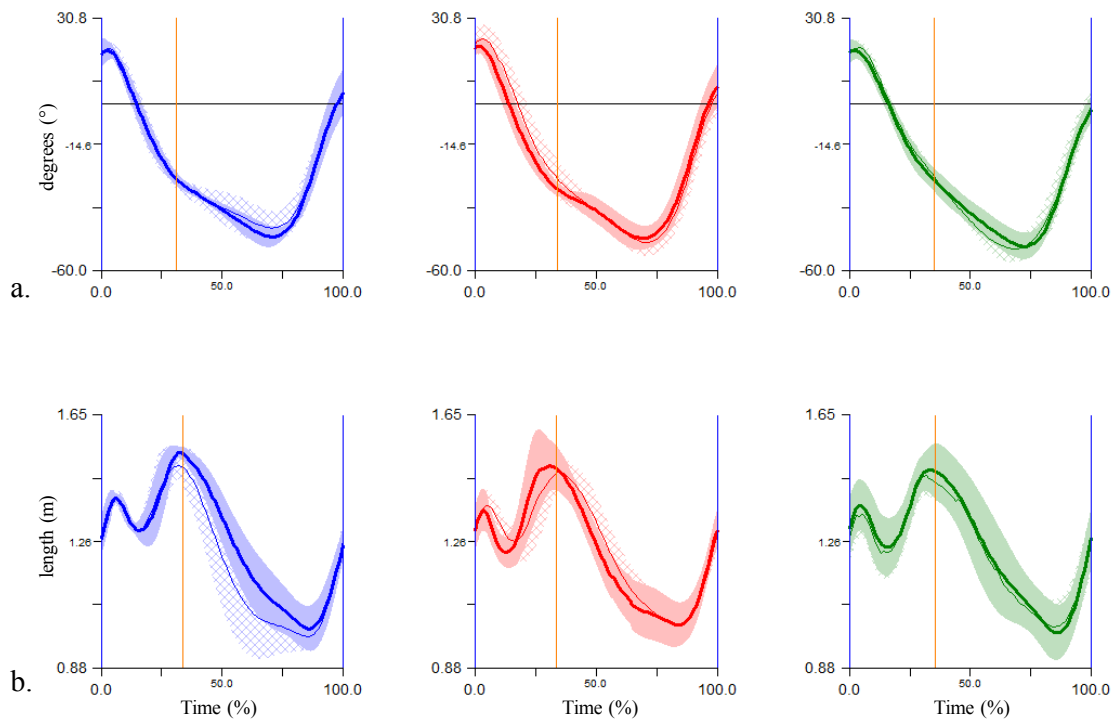 30.8 30.8 30.8
degrees (°)
-14.6 -14.6 -14.6
-60.0 -60.0 -60.0
a.
0.0 50.0 100.0 0.0 50.0 100.0 0.0 50.0 100.0
1.65 1.65 1.65
length (m)
1.26 1.26 1.26
0.88 0.88 0.88
b.
0.0 50.0 100.0 0.0 50.0 100.0 0.0 50.0 100.0
Time (%) Time (%) Time (%)